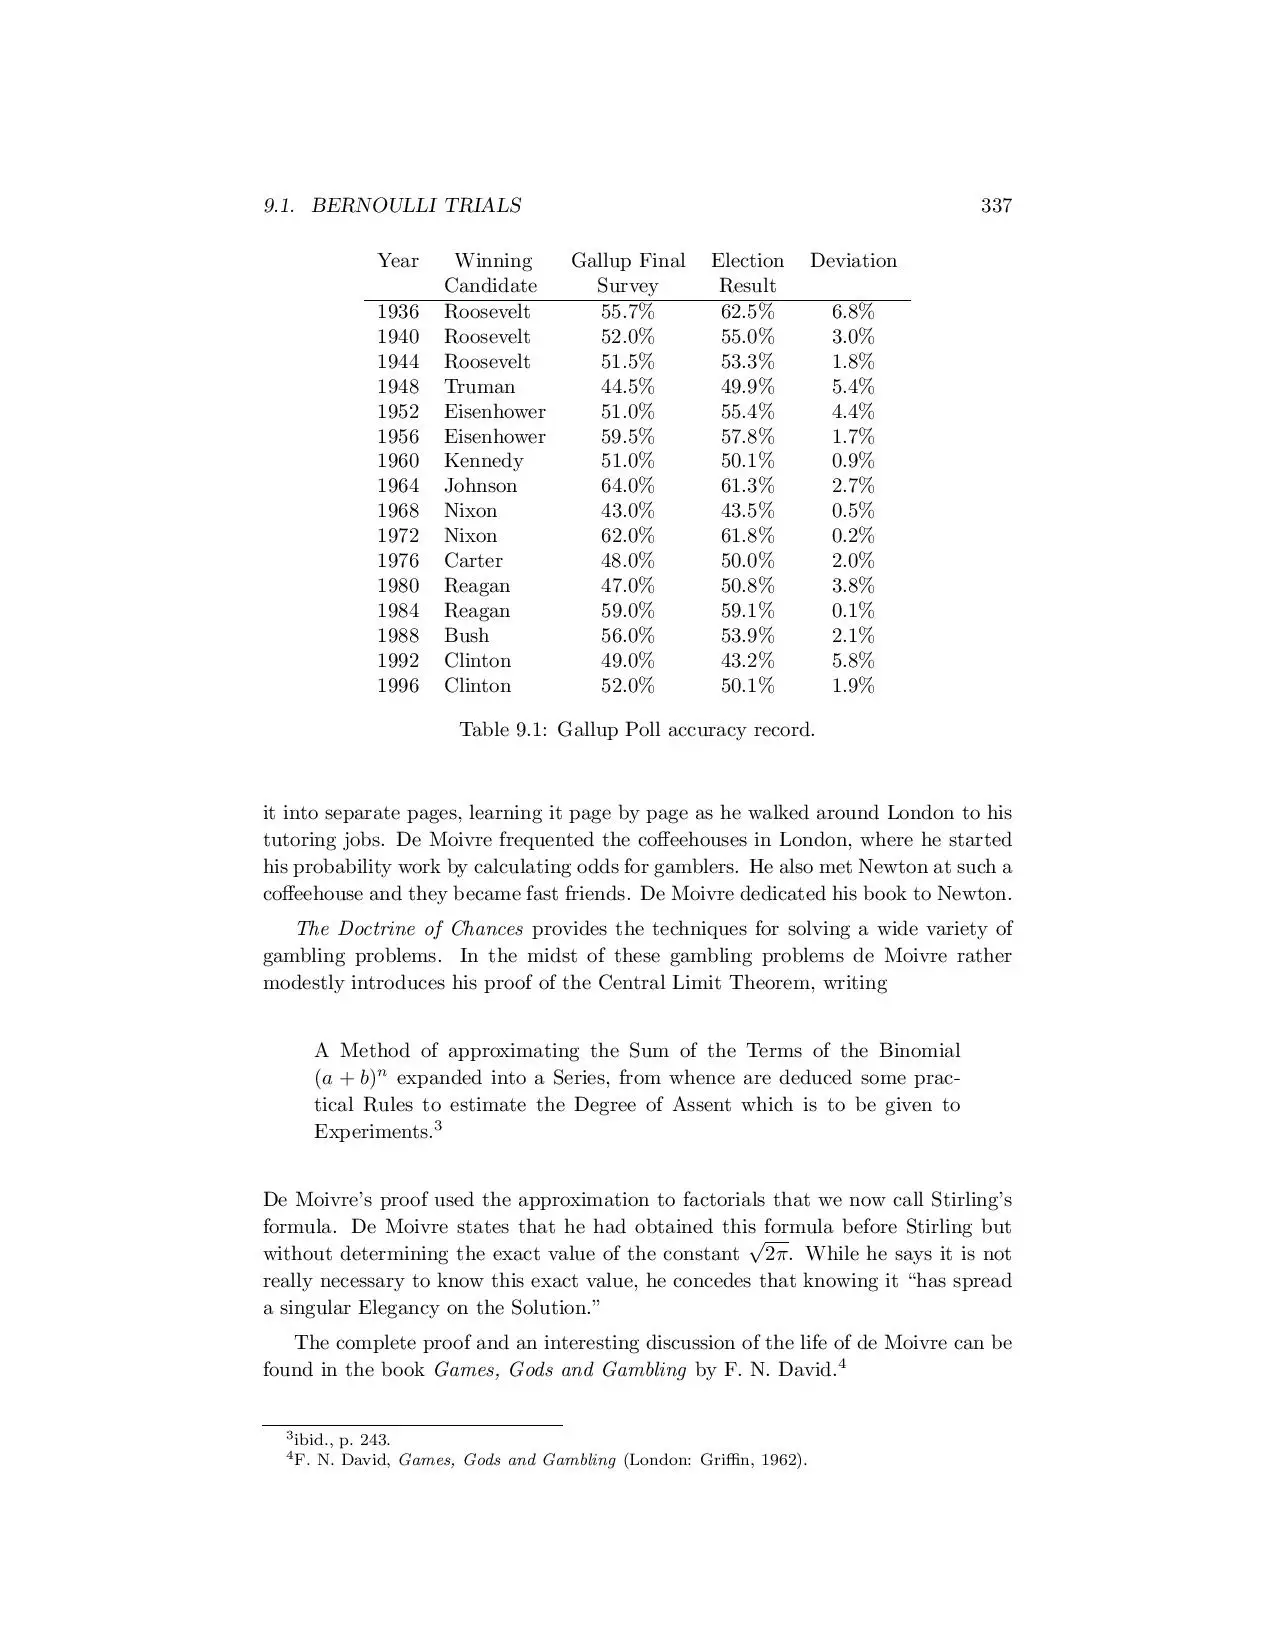 9.1. BERNOULLI TRIALS 337
Year Winning Gallup Final Election Deviation
Candidate Survey Result
1936 Roosevelt 55.7% 62.5% 6.8%
1940 Roosevelt 52.0% 55.0% 3.0%
1944 Roosevelt 51.5% 53.3% 1.8%
1948 Truman 44.5% 49.9% 5.4%
1952 Eisenhower 51.0% 55.4% 4.4%
1956 Eisenhower 59.5% 57.8% 1.7%
1960 Kennedy 51.0% 50.1% 0.9%
1964 Johnson 64.0% 61.3% 2.7%
1968 Nixon 43.0% 43.5% 0.5%
1972 Nixon 62.0% 61.8% 0.2%
1976 Carter 48.0% 50.0% 2.0%
1980 Reagan 47.0% 50.8% 3.8%
1984 Reagan 59.0% 59.1% 0.1%
1988 Bush 56.0% 53.9% 2.1%
1992 Clinton 49.0% 43.2% 5.8%
1996 Clinton 52.0% 50.1% 1.9%
Table 9.1: Gallup Poll accuracy record.
it into separate pages, learning it page by page as he walked around London to his
tutoring jobs. De Moivre frequented the coffeehouses in London, where he started
his probability work by calculating odds for gamblers. He also met Newton at such a
coffeehouse and they became fast friends. De Moivre dedicated his book to Newton.
The Doctrine of Chances provides the techniques for solving a wide variety of
gambling problems. In the midst of these gambling problems de Moivre rather
modestly introduces his proof of the Central Limit Theorem, writing
A Method of approximating the Sum of the Terms of the Binomial
(a + b)ⁿ expanded into a Series, from whence are deduced some prac-
tical Rules to estimate the Degree of Assent which is to be given to
Experiments.³
De Moivre's proof used the approximation to factorials that we now call Stirling's
formula. De Moivre states that he had obtained this formula before Stirling but
without determining the exact value of the constant √2π. While he says it is not
really necessary to know this exact value, he concedes that knowing it “has spread
a singular Elegancy on the Solution.”
The complete proof and an interesting discussion of the life of de Moivre can be
found in the book Games, Gods and Gambling by F. N. David.⁴
³ibid., p. 243.
⁴F. N. David, Games, Gods and Gambling (London: Griffin, 1962).